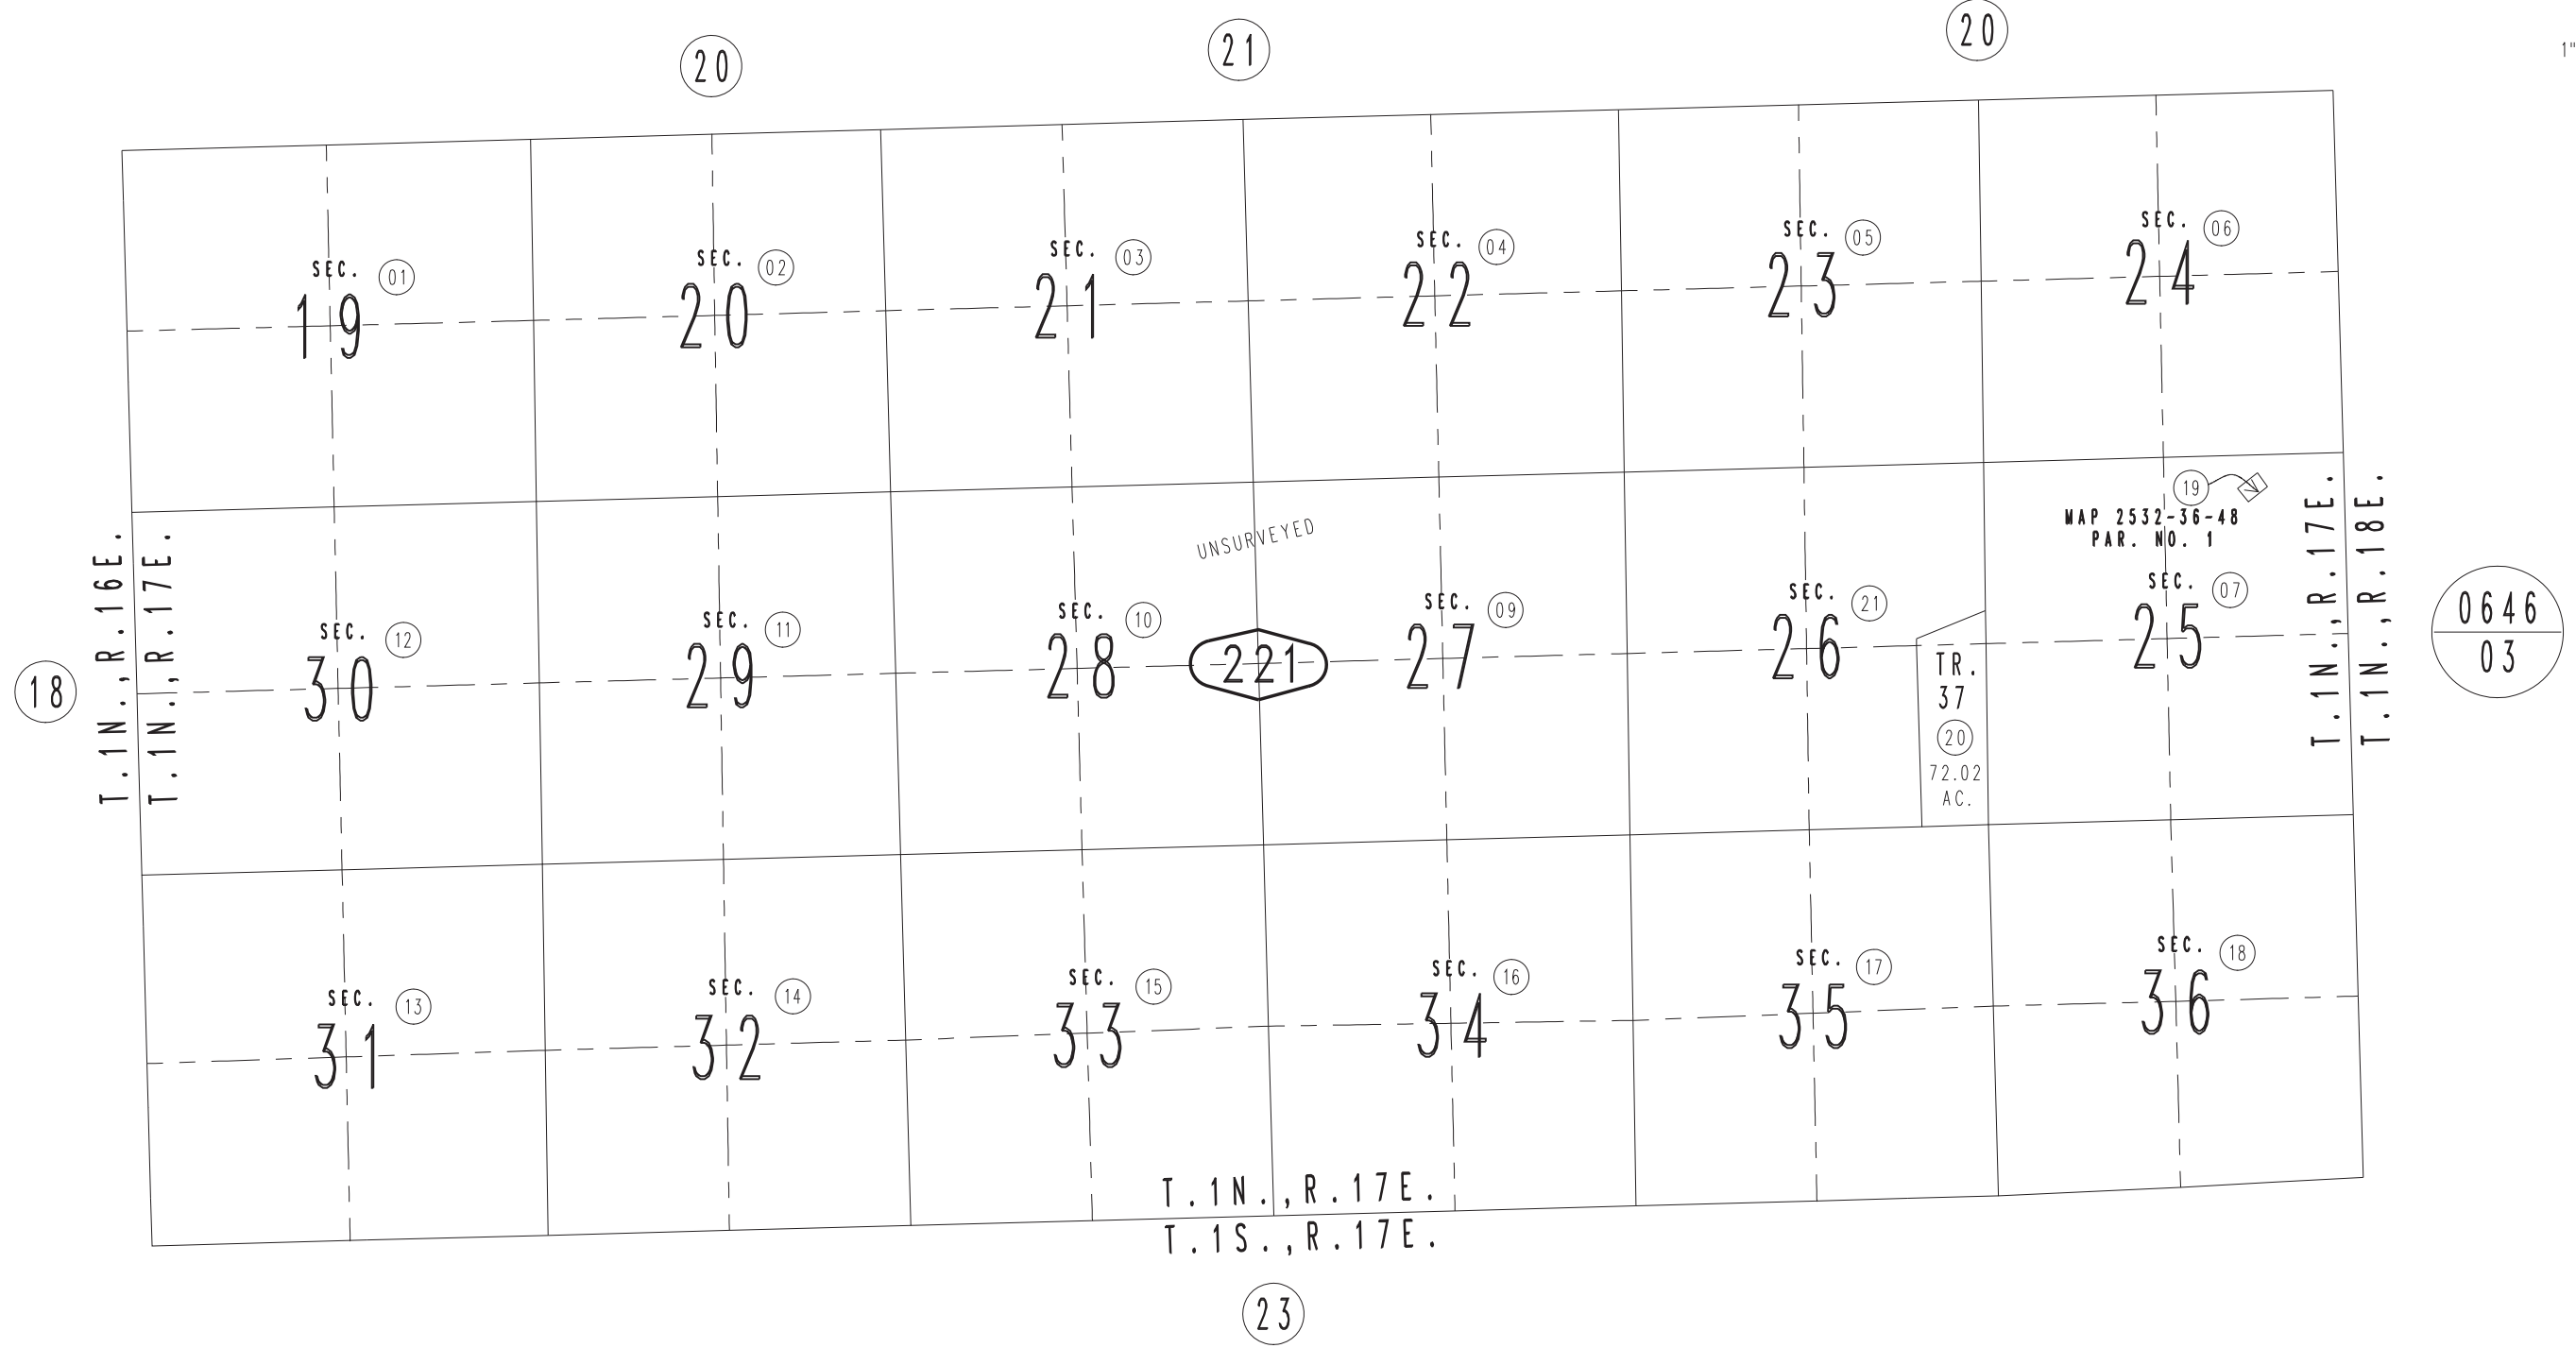 20
21
20
1"
SEC. 01
19
SEC. 02
20
SEC. 03
21
SEC. 04
22
SEC. 05
23
SEC. 06
24
T.1N.,R.16E.
T.1N.,R.17E.
UNSURVEYED
19
MAP 2532-36-48
PAR. NO. 1
T.1N.,R.17E.
T.1N.,R.18E.
18
SEC. 12
30
SEC. 11
29
SEC. 10
28
221
SEC. 09
27
SEC. 21
26
TR.
37
20
72.02
AC.
SEC. 07
25
0646
03
SEC. 13
31
SEC. 14
32
SEC. 15
33
SEC. 16
34
SEC. 17
35
SEC. 18
36
T.1N.,R.17E.
T.1S.,R.17E.
23